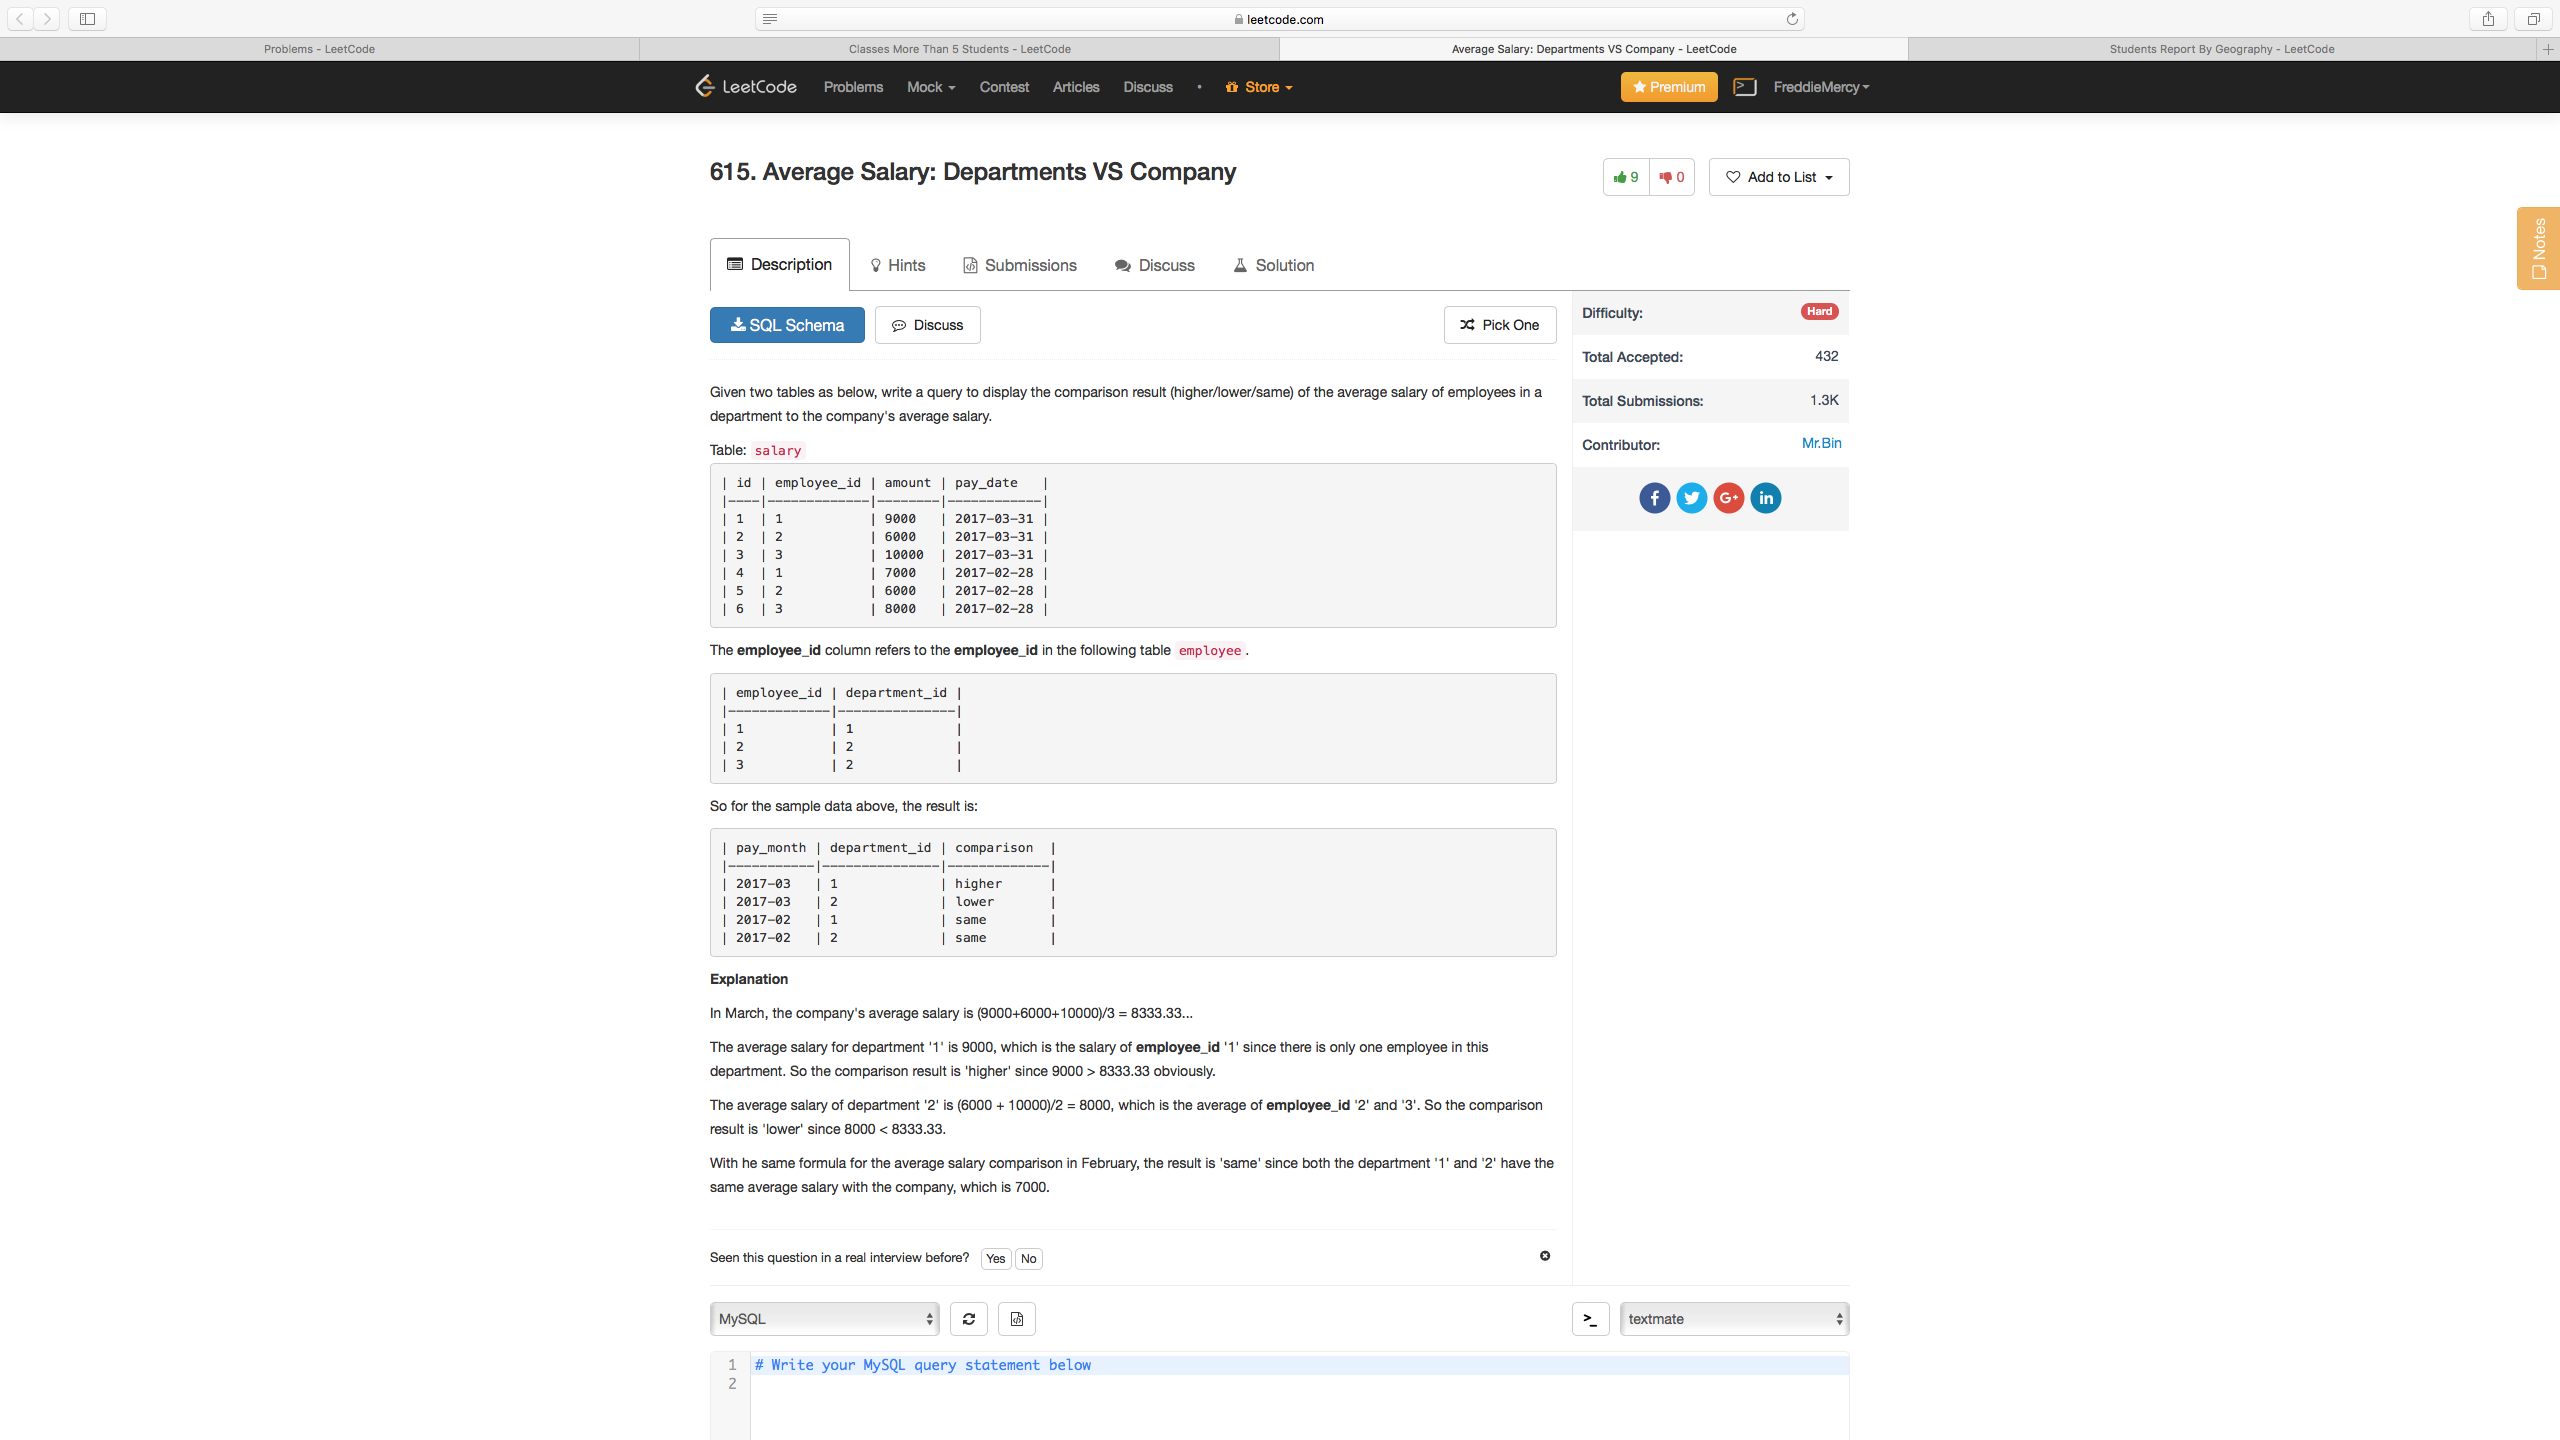 leetcode.com
Problems - LeetCode
Classes More Than 5 Students - LeetCode
Average Salary: Departments VS Company - LeetCode
Students Report By Geography - LeetCode
LeetCode Problems Mock Contest Articles Discuss • Store Premium FreddieMercy
615. Average Salary: Departments VS Company
9 0 Add to List
Notes
Description Hints Submissions Discuss Solution
SQL Schema Discuss Pick One
Difficulty: Hard
Total Accepted: 432
Total Submissions: 1.3K
Contributor: Mr.Bin
Given two tables as below, write a query to display the comparison result (higher/lower/same) of the average salary of employees in a
department to the company's average salary.
Table: salary
| id | employee_id | amount | pay_date   |
|----|-------------|--------|------------|
| 1  | 1           | 9000   | 2017-03-31 |
| 2  | 2           | 6000   | 2017-03-31 |
| 3  | 3           | 10000  | 2017-03-31 |
| 4  | 1           | 7000   | 2017-02-28 |
| 5  | 2           | 6000   | 2017-02-28 |
| 6  | 3           | 8000   | 2017-02-28 |
The employee_id column refers to the employee_id in the following table employee.
| employee_id | department_id |
|-------------|---------------|
| 1           | 1             |
| 2           | 2             |
| 3           | 2             |
So for the sample data above, the result is:
| pay_month | department_id | comparison  |
|-----------|---------------|-------------|
| 2017-03   | 1             | higher      |
| 2017-03   | 2             | lower       |
| 2017-02   | 1             | same        |
| 2017-02   | 2             | same        |
Explanation
In March, the company's average salary is (9000+6000+10000)/3 = 8333.33...
The average salary for department '1' is 9000, which is the salary of employee_id '1' since there is only one employee in this
department. So the comparison result is 'higher' since 9000 > 8333.33 obviously.
The average salary of department '2' is (6000 + 10000)/2 = 8000, which is the average of employee_id '2' and '3'. So the comparison
result is 'lower' since 8000 < 8333.33.
With he same formula for the average salary comparison in February, the result is 'same' since both the department '1' and '2' have the
same average salary with the company, which is 7000.
Seen this question in a real interview before? Yes No
MySQL textmate
1 # Write your MySQL query statement below
2